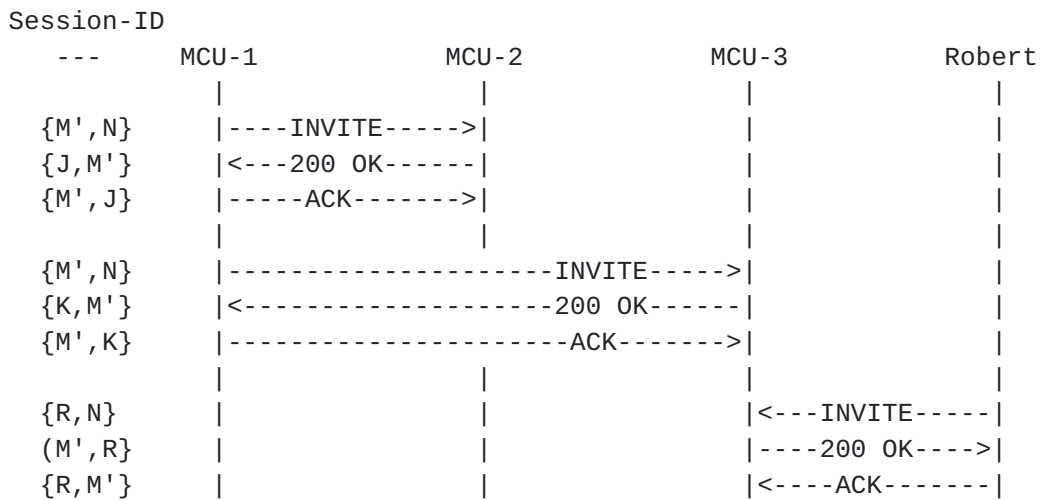 Session-ID
   ---     MCU-1            MCU-2            MCU-3          Robert
             |                |                |               |
  {M',N}     |----INVITE----->|                |               |
  {J,M'}     |<---200 OK------|                |               |
  {M',J}     |-----ACK------->|                |               |
             |                |                |               |
  {M',N}     |---------------------INVITE----->|               |
  {K,M'}     |<--------------------200 OK------|               |
  {M',K}     |----------------------ACK------->|               |
             |                |                |               |
  {R,N}      |                |                |<---INVITE-----|
  (M',R}     |                |                |----200 OK---->|
  {R,M'}     |                |                |<----ACK-------|